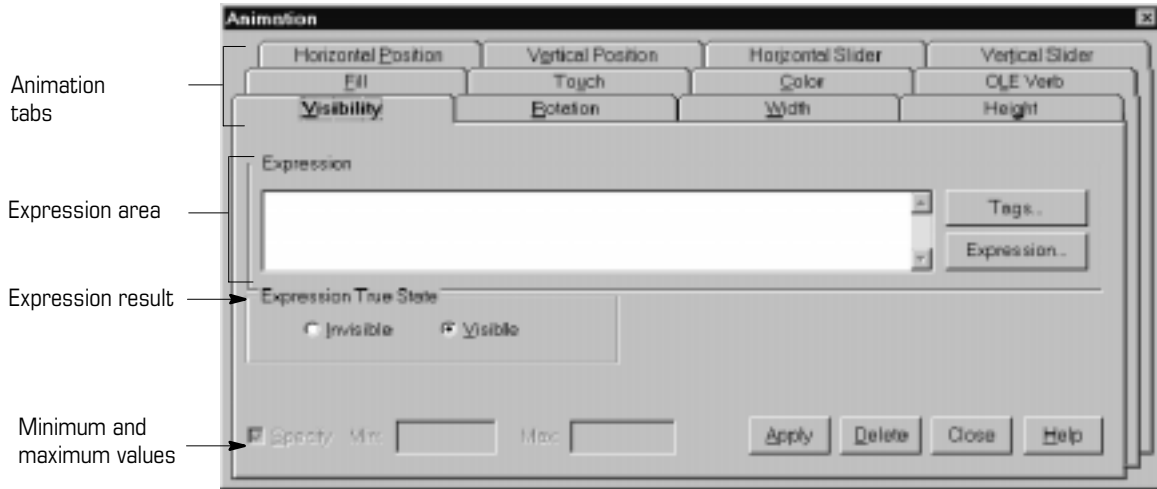 Animation
Horizontal Position Vertical Position Horizontal Slider Vertical Slider
Fill Touch Color OLE Verb
Visibility Rotation Width Height
Animation
tabs
Expression
Expression area
Tags...
Expression...
Expression result
Expression True State
Invisible Visible
Minimum and
maximum values
Specify Min: Max:
Apply Delete Close Help